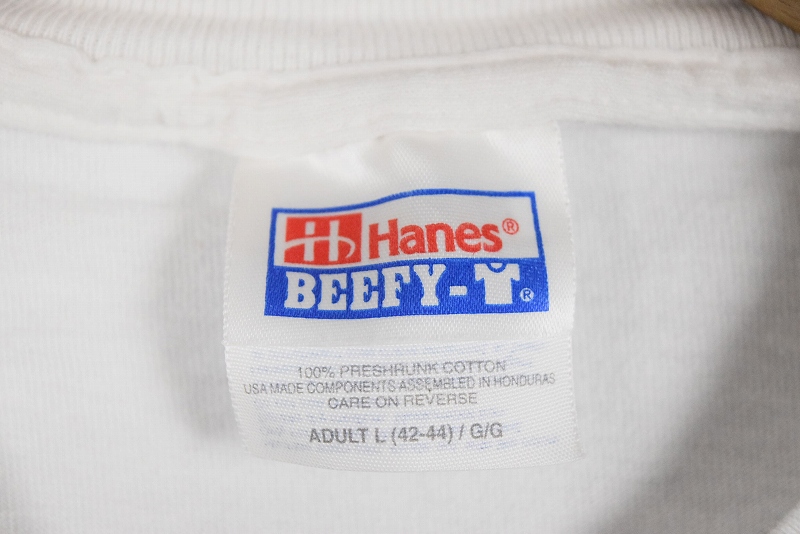 Hanes®
BEEFY-T®
100% PRESHRUNK COTTON
USA MADE COMPONENTS ASSEMBLED IN HONDURAS
CARE ON REVERSE
ADULT L (42-44) / G/G